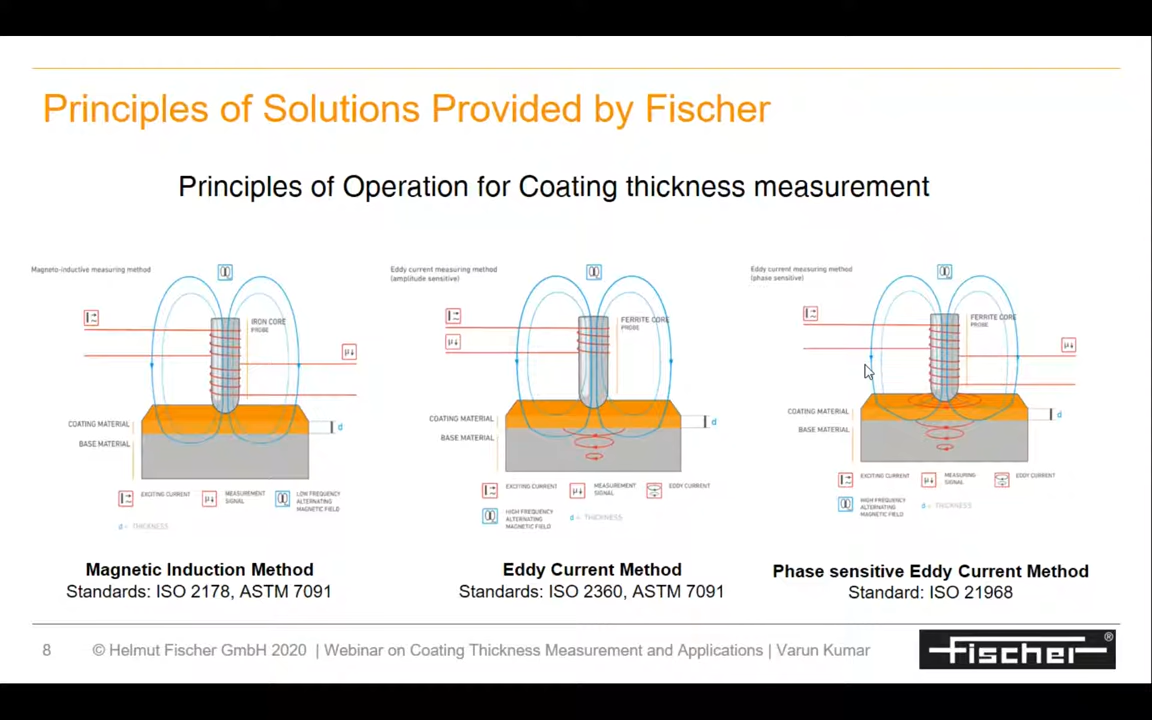 Principles of Solutions Provided by Fischer
Principles of Operation for Coating thickness measurement
Magneto-inductive measuring method
IRON CORE
PROBE
COATING MATERIAL
BASE MATERIAL
d
EXCITING CURRENT
MEASUREMENT
SIGNAL
LOW FREQUENCY
ALTERNATING
MAGNETIC FIELD
d = THICKNESS
Magnetic Induction Method
Standards: ISO 2178, ASTM 7091
Eddy current measuring method
(amplitude sensitive)
FERRITE CORE
PROBE
COATING MATERIAL
BASE MATERIAL
d
EXCITING CURRENT
MEASUREMENT
SIGNAL
EDDY CURRENT
HIGH FREQUENCY
ALTERNATING
MAGNETIC FIELD
d = THICKNESS
Eddy Current Method
Standards: ISO 2360, ASTM 7091
Eddy current measuring method
(phase sensitive)
FERRITE CORE
PROBE
COATING MATERIAL
BASE MATERIAL
d
EXCITING CURRENT
MEASURING
SIGNAL
EDDY CURRENT
HIGH FREQUENCY
ALTERNATING
MAGNETIC FIELD
d = THICKNESS
Phase sensitive Eddy Current Method
Standard: ISO 21968
8 © Helmut Fischer GmbH 2020 | Webinar on Coating Thickness Measurement and Applications | Varun Kumar
Fischer®